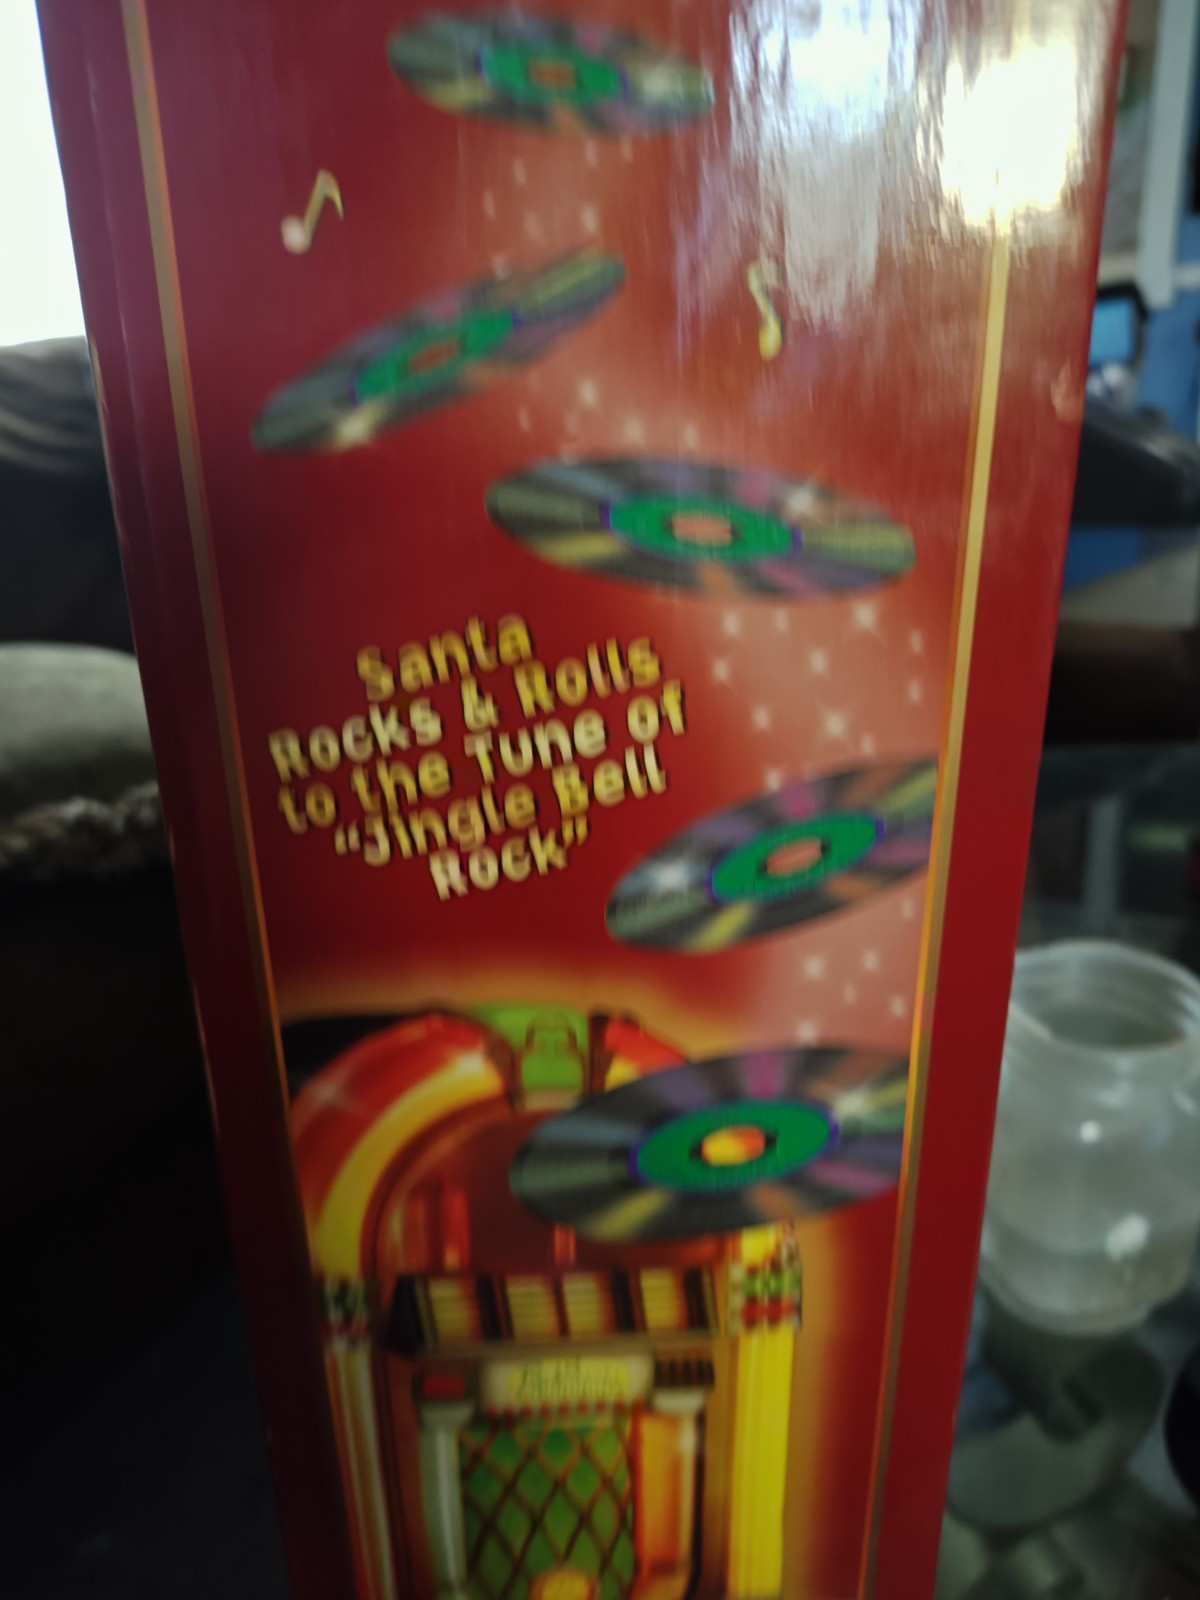 Santa
Rocks & Rolls
to the Tune of
"Jingle Bell
Rock"